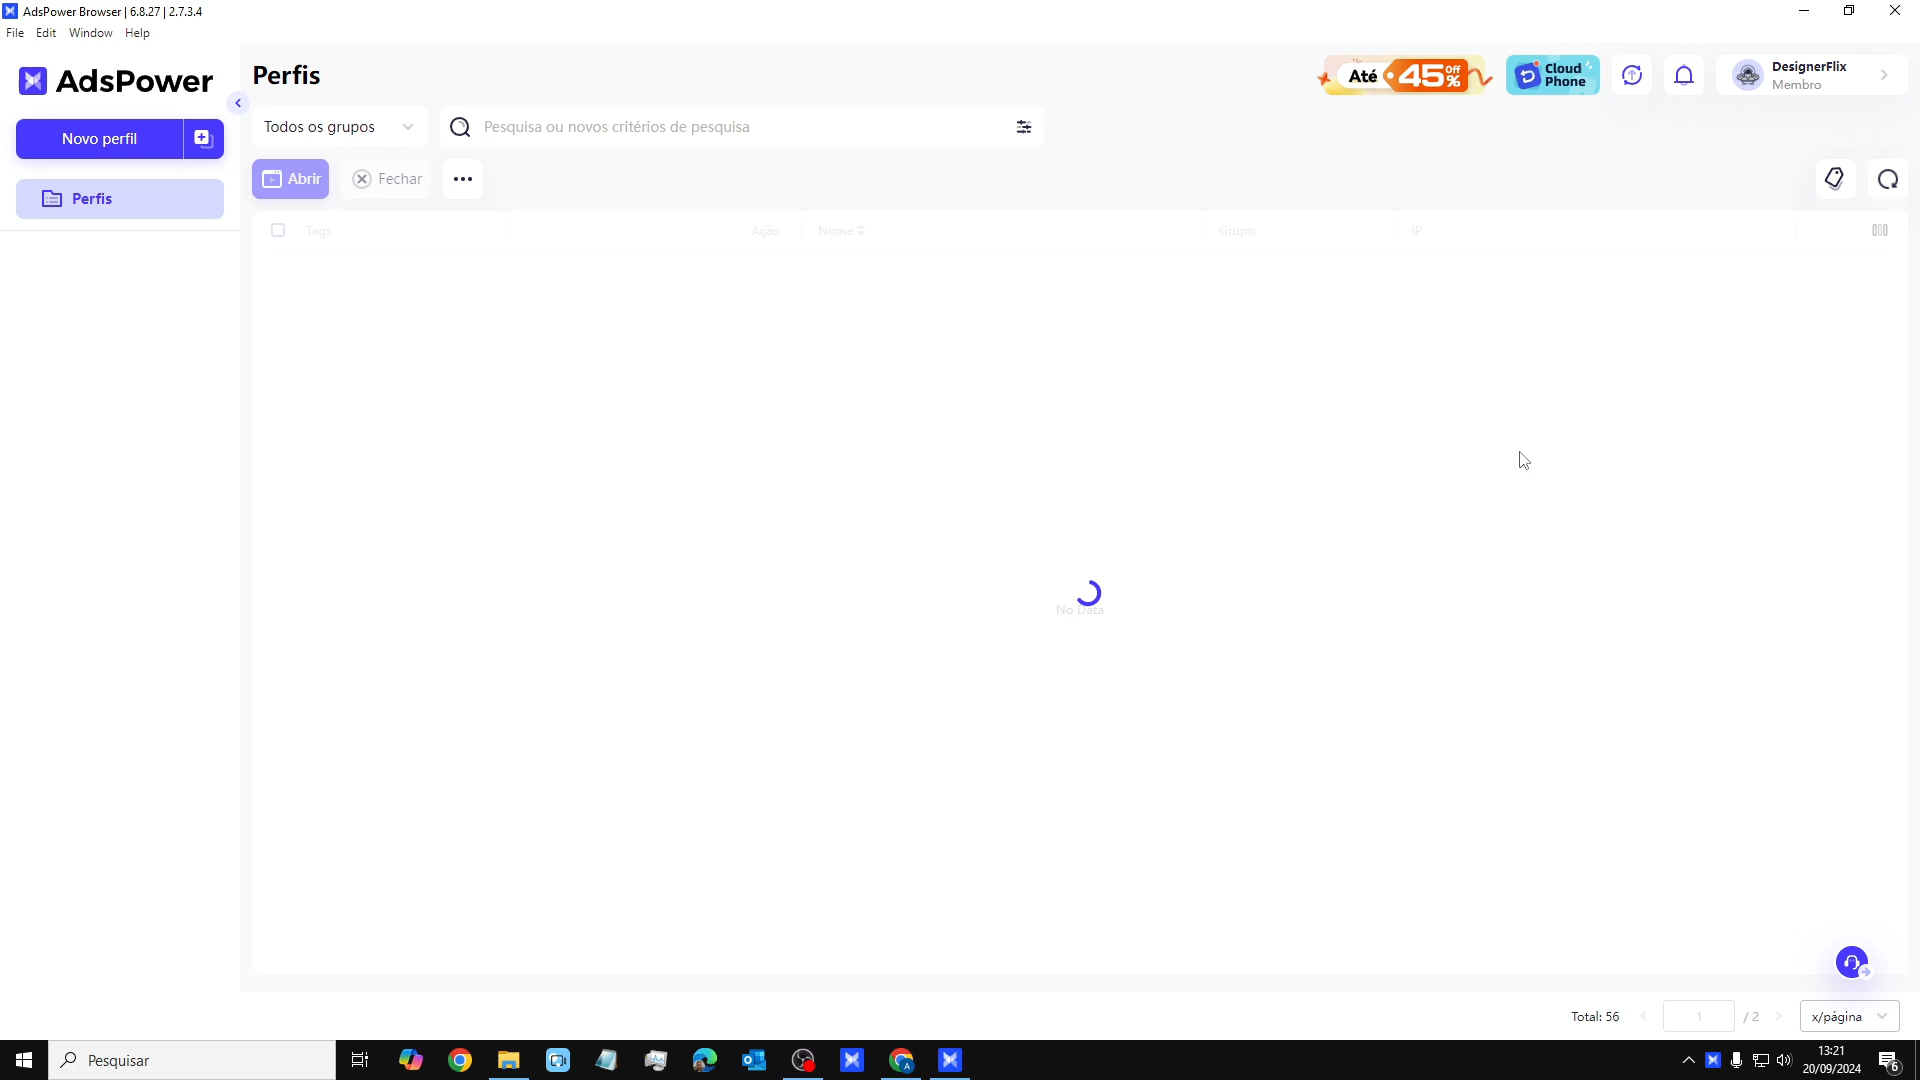 AdsPower Browser | 6.8.27 | 2.7.3.4
File Edit Window Help
AdsPower
Perfis
Até 45% off
Cloud Phone
DesignerFlix
Membro
Novo perfil
Todos os grupos
Pesquisa ou novos critérios de pesquisa
Perfis
Abrir
Fechar
Tags
Ação
Nome
Grupo
IP
No Data
Total: 56
1
/ 2
x/página
Pesquisar
13:21
20/09/2024
6